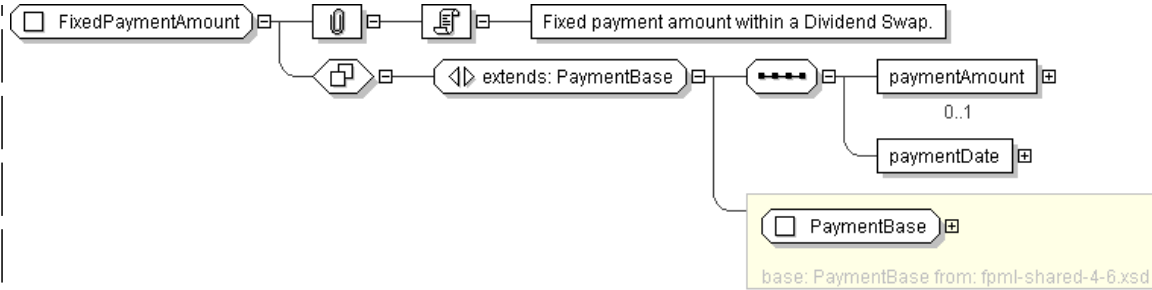 FixedPaymentAmount
Fixed payment amount within a Dividend Swap.
extends: PaymentBase
paymentAmount
0..1
paymentDate
PaymentBase
base: PaymentBase from: fpml-shared-4-6.xsd